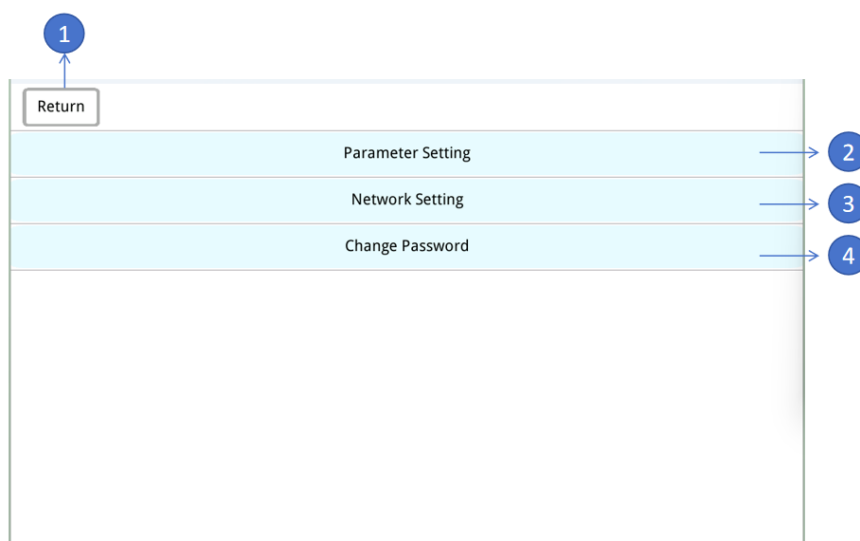 1
Return
Parameter Setting
2
Network Setting
3
Change Password
4